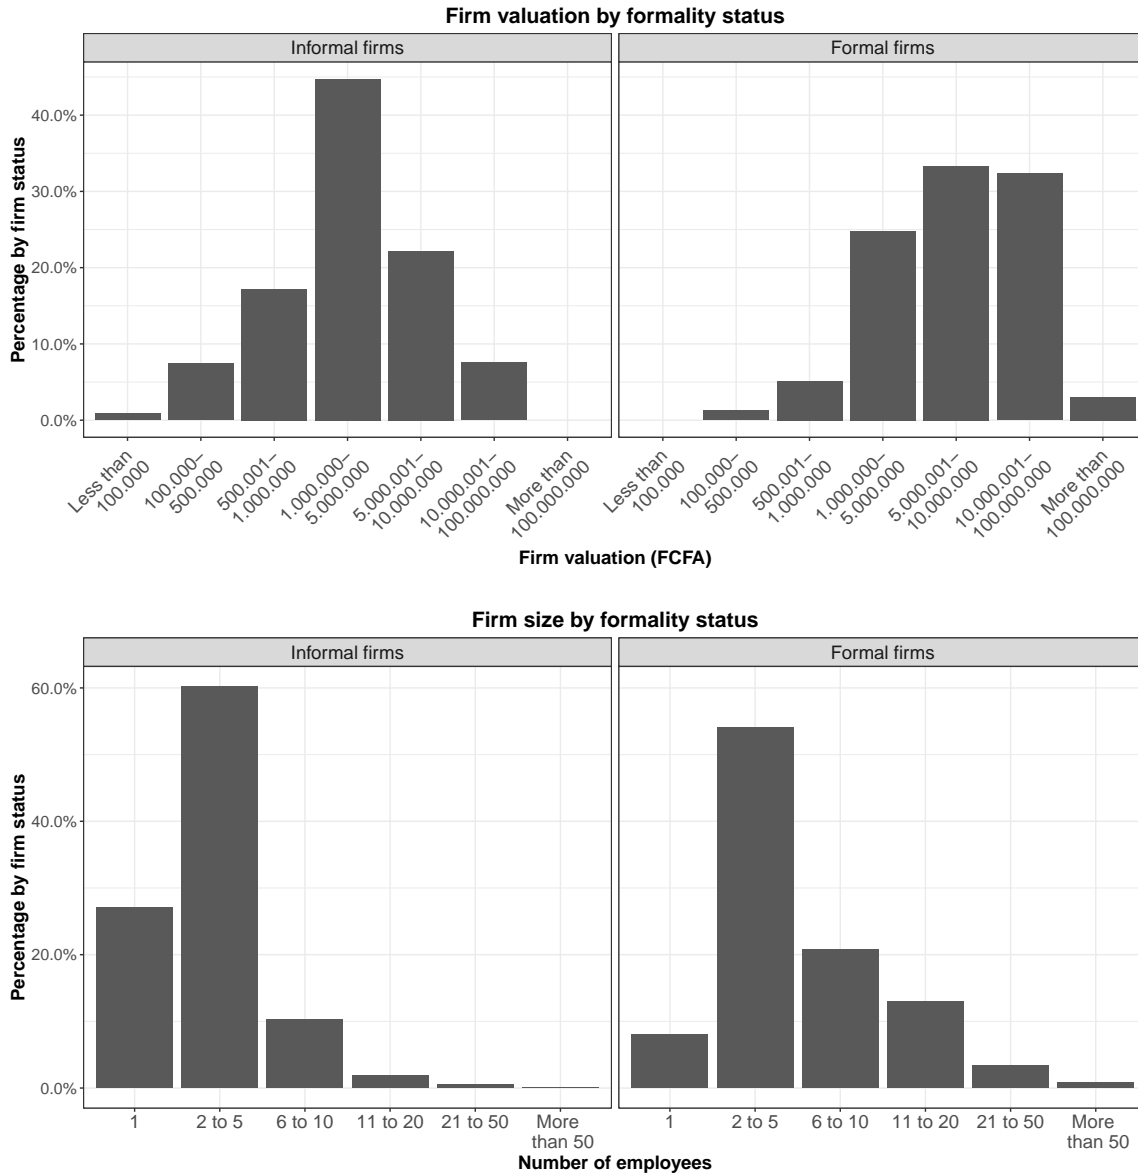 Firm valuation by formality status
Informal firms
Formal firms
Percentage by firm status
40.0%
30.0%
20.0%
10.0%
0.0%
Less than
100.000
100.000–
500.000
500.001–
1.000.000
1.000.000–
5.000.000
5.000.001–
10.000.000
10.000.001–
100.000.000
More than
100.000.000
Less than
100.000
100.000–
500.000
500.001–
1.000.000
1.000.000–
5.000.000
5.000.001–
10.000.000
10.000.001–
100.000.000
More than
100.000.000
Firm valuation (FCFA)
Firm size by formality status
Informal firms
Formal firms
Percentage by firm status
60.0%
40.0%
20.0%
0.0%
1
2 to 5
6 to 10
11 to 20
21 to 50
More
than 50
1
2 to 5
6 to 10
11 to 20
21 to 50
More
than 50
Number of employees